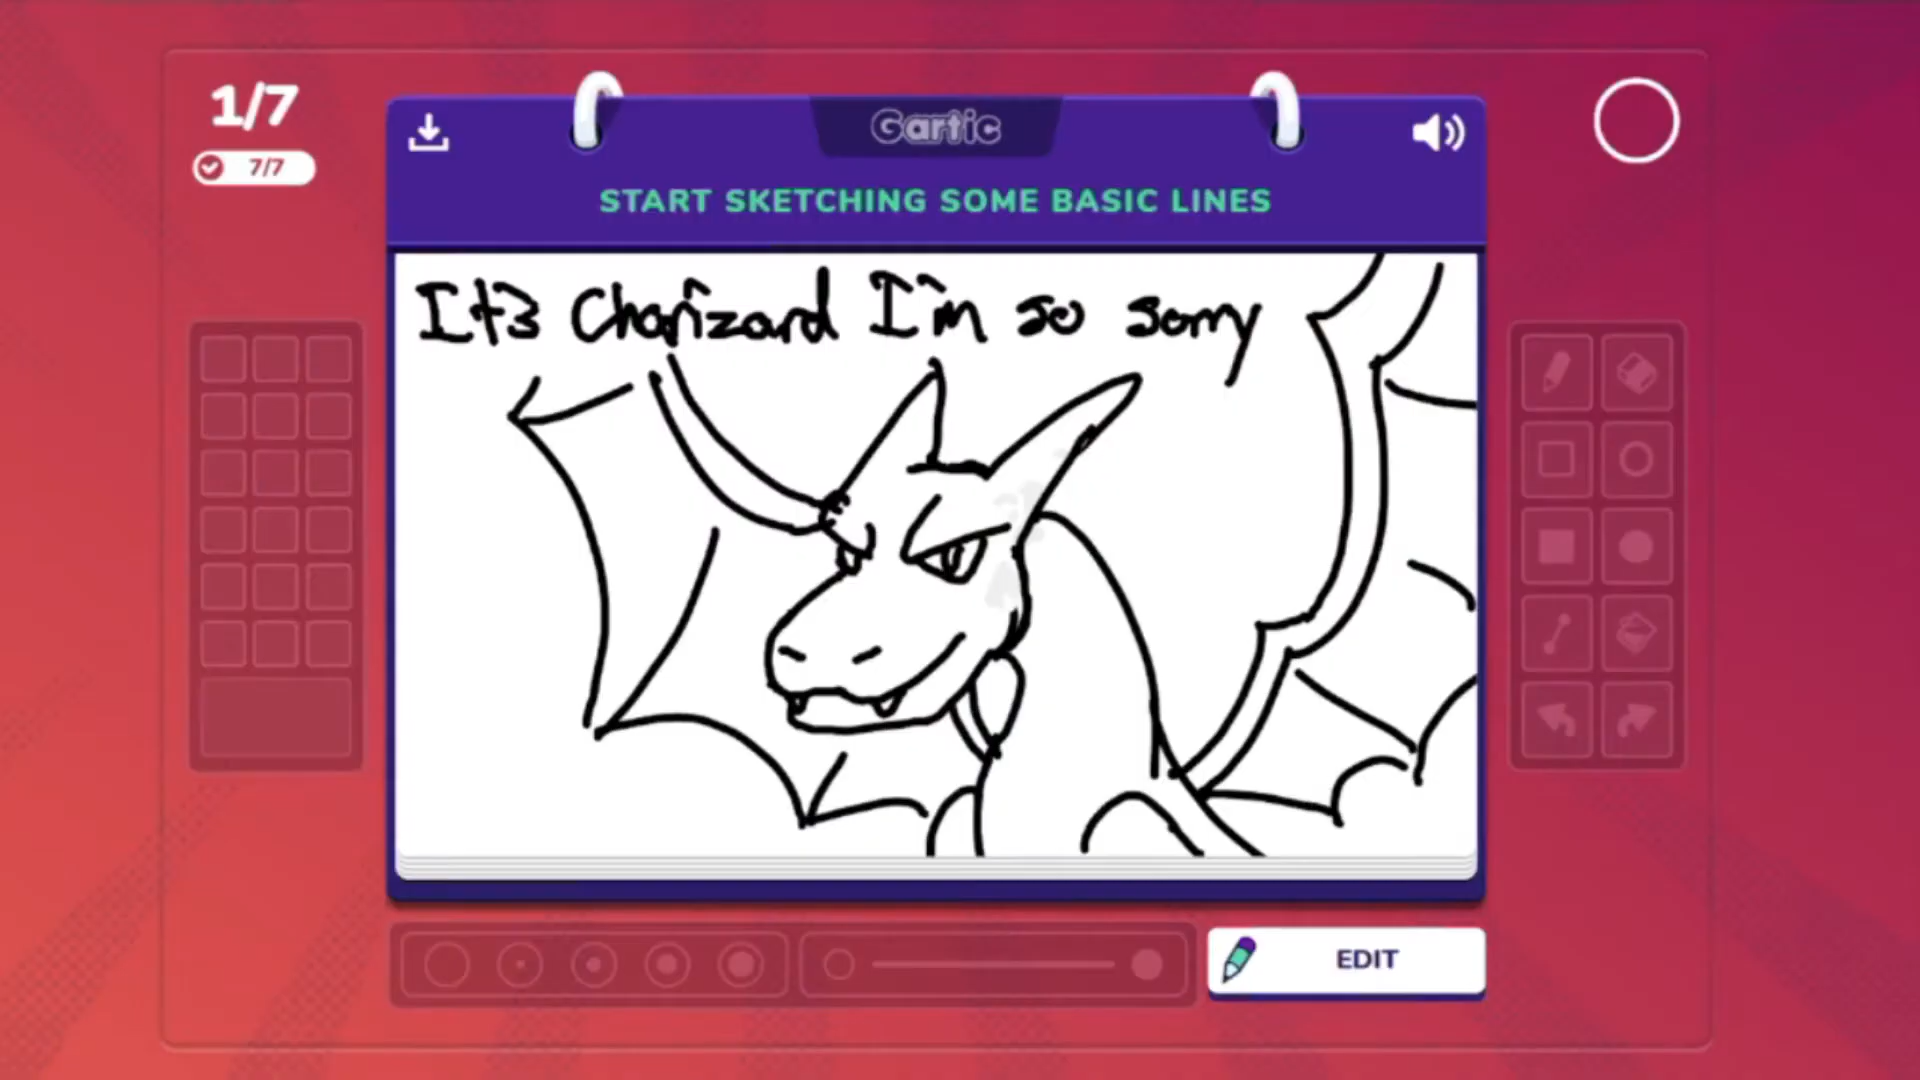 1/7
7/7
Gartic
START SKETCHING SOME BASIC LINES
It's Charizard I'm so sorry
EDIT